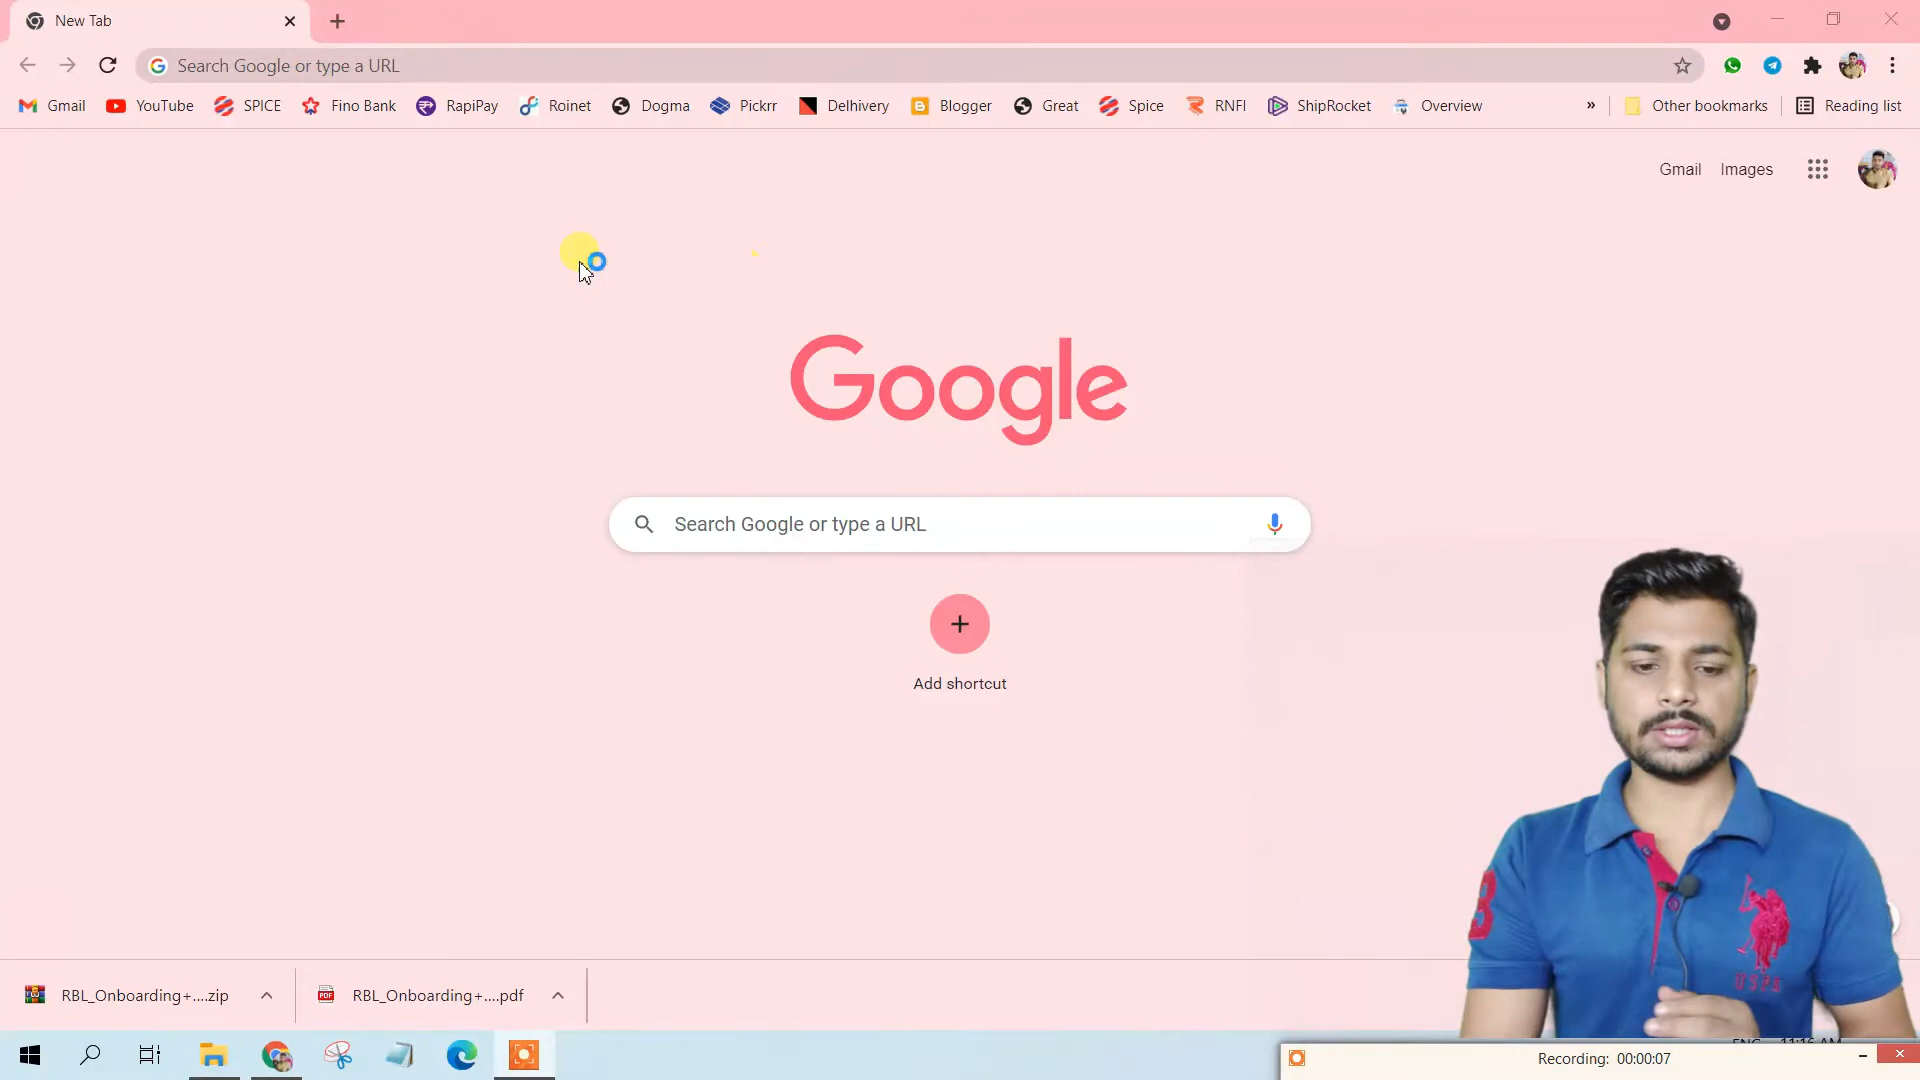 New Tab
Search Google or type a URL
Gmail YouTube SPICE Fino Bank RapiPay Roinet Dogma Pickrr Delhivery Blogger Great Spice RNFI ShipRocket Overview » Other bookmarks Reading list
Gmail Images
Google
Search Google or type a URL
Add shortcut
3
USPA
RBL_Onboarding+....zip RBL_Onboarding+....pdf
Recording: 00:00:07